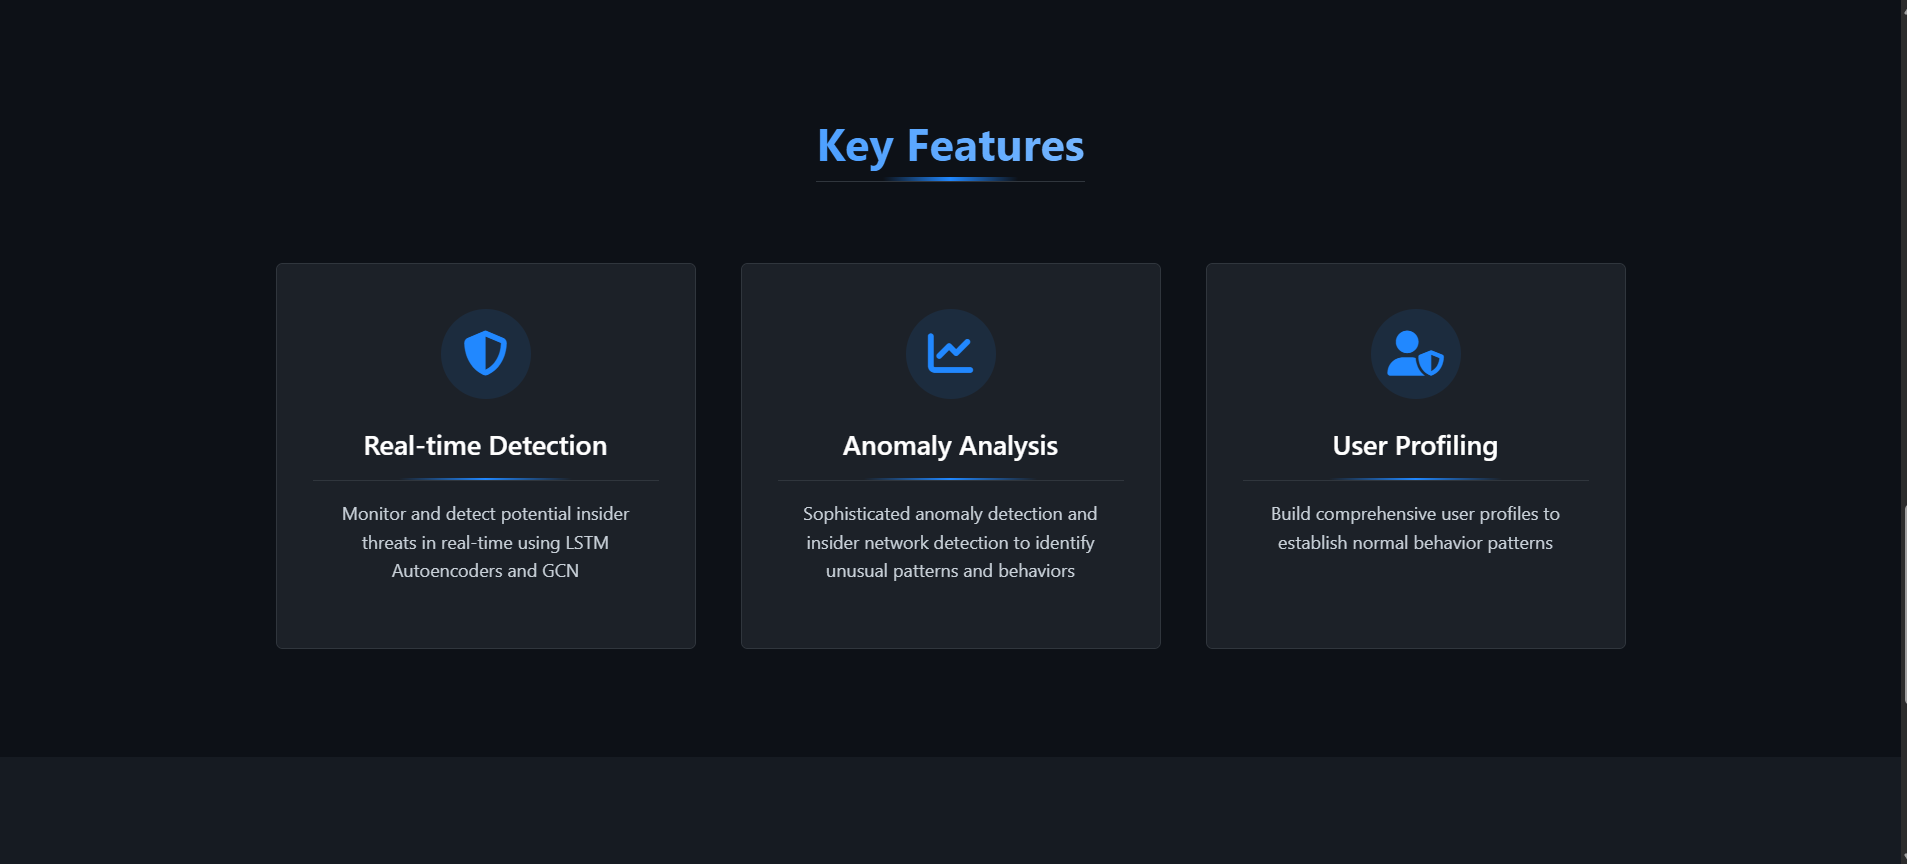 Key Features
Real-time Detection
Monitor and detect potential insider
threats in real-time using LSTM
Autoencoders and GCN
Anomaly Analysis
Sophisticated anomaly detection and
insider network detection to identify
unusual patterns and behaviors
User Profiling
Build comprehensive user profiles to
establish normal behavior patterns